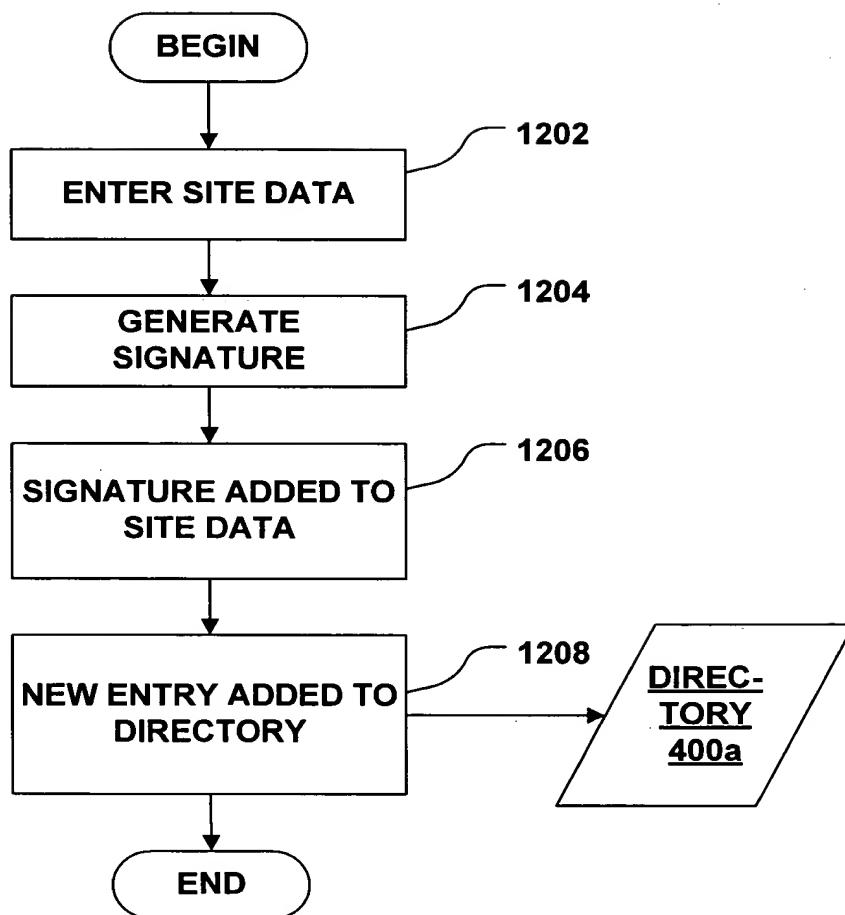 BEGIN
1202
ENTER SITE DATA
1204
GENERATE
SIGNATURE
1206
SIGNATURE ADDED TO
SITE DATA
1208
NEW ENTRY ADDED TO
DIRECTORY
DIREC-
TORY
400a
END